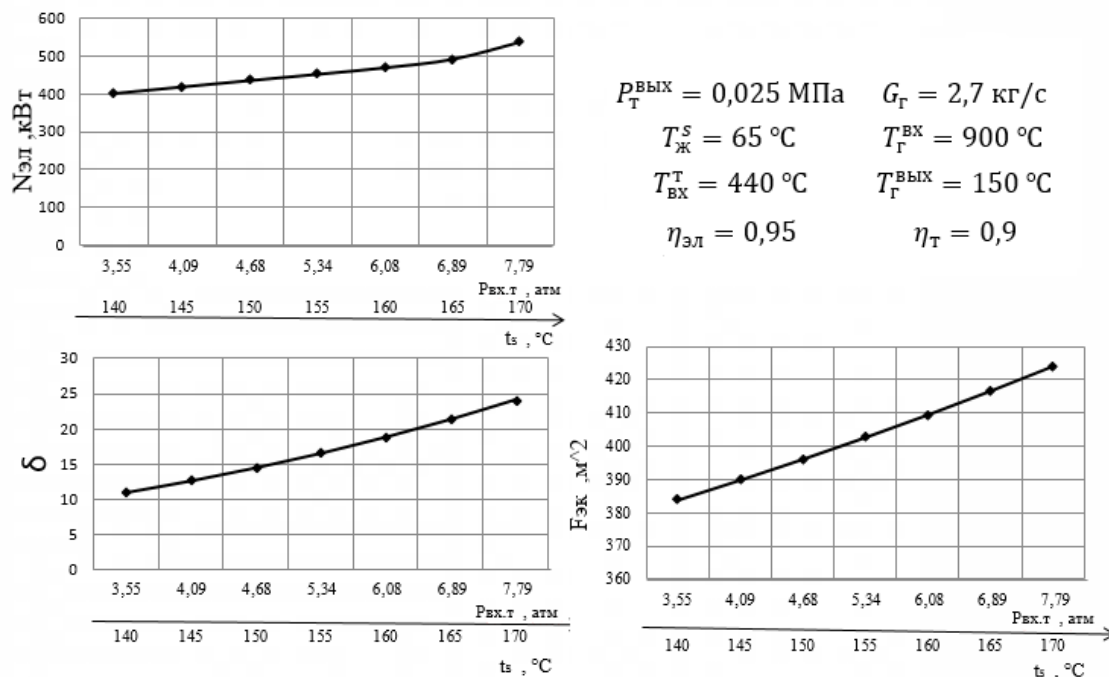 600
500
400
300
200
100
0
Nэл ,кВт
3,55 4,09 4,68 5,34 6,08 6,89 7,79
Pвх.т , атм
140 145 150 155 160 165 170
ts , °C
P_т^вых = 0,025 МПа G_г = 2,7 кг/с
T_ж^s = 65 °C T_г^вх = 900 °C
T_вх^т = 440 °C T_г^вых = 150 °C
η_эл = 0,95 η_т = 0,9
30
25
20
15
10
5
0
δ
3,55 4,09 4,68 5,34 6,08 6,89 7,79
Pвх.т , атм
140 145 150 155 160 165 170
ts , °C
430
420
410
400
390
380
360
Fэк ,м^2
3,55 4,09 4,68 5,34 6,08 6,89 7,79
Pвх.т , атм
140 145 150 155 160 165 170
ts , °C